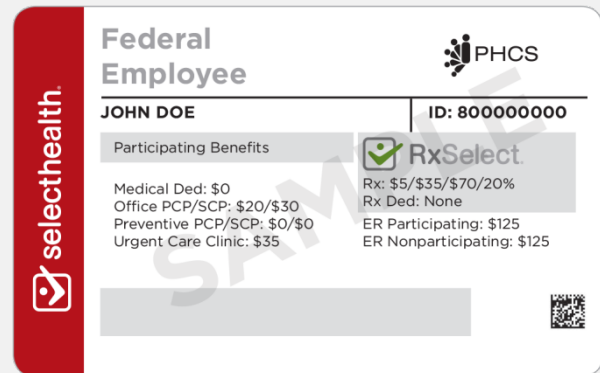 Federal
Employee
PHCS
JOHN DOE
ID: 800000000
Participating Benefits
RxSelect.
Medical Ded: $0
Office PCP/SCP: $20/$30
Preventive PCP/SCP: $0/$0
Urgent Care Clinic: $35
Rx: $5/$35/$70/20%
Rx Ded: None
ER Participating: $125
ER Nonparticipating: $125
selecthealth.
SAMPLE